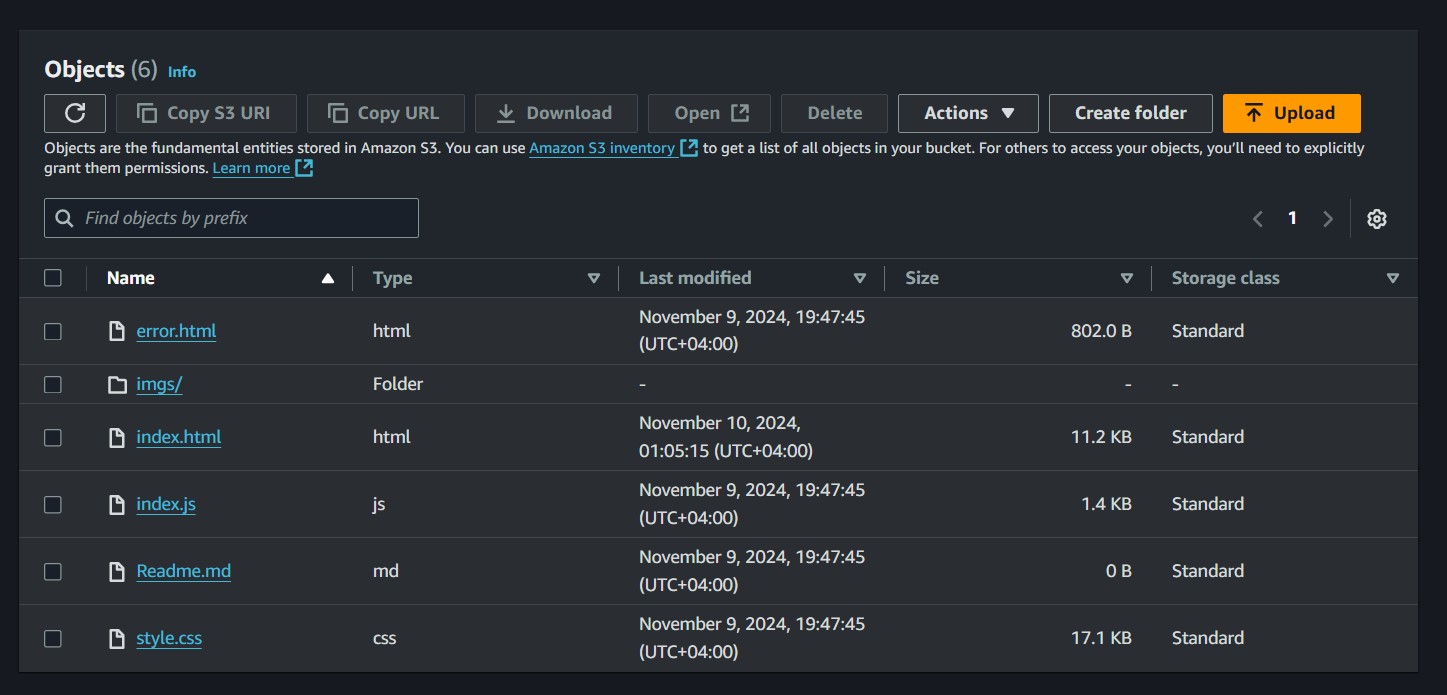 Objects (6) Info
Copy S3 URI Copy URL Download Open Delete Actions Create folder Upload
Objects are the fundamental entities stored in Amazon S3. You can use Amazon S3 inventory to get a list of all objects in your bucket. For others to access your objects, you’ll need to explicitly
grant them permissions. Learn more
Find objects by prefix 1
Name Type Last modified Size Storage class
error.html html November 9, 2024, 19:47:45 (UTC+04:00) 802.0 B Standard
imgs/ Folder - - -
index.html html November 10, 2024, 01:05:15 (UTC+04:00) 11.2 KB Standard
index.js js November 9, 2024, 19:47:45 (UTC+04:00) 1.4 KB Standard
Readme.md md November 9, 2024, 19:47:45 (UTC+04:00) 0 B Standard
style.css css November 9, 2024, 19:47:45 (UTC+04:00) 17.1 KB Standard